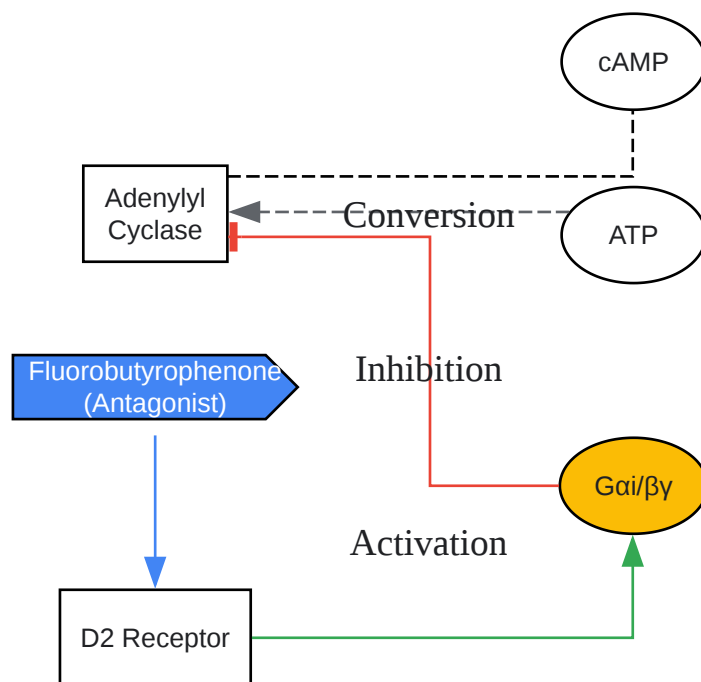 cAMP
Adenylyl
Cyclase
Conversion
ATP
Fluorobutyrophenone
(Antagonist)
Inhibition
Gαi/βγ
Activation
D2 Receptor